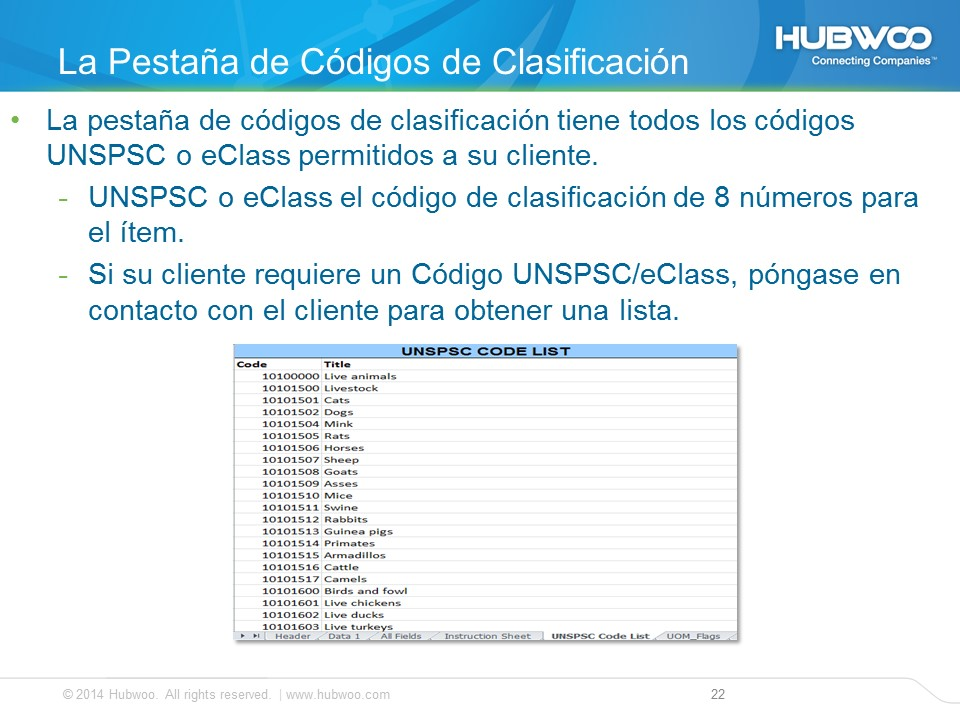 La Pestaña de Códigos de Clasificación
HUBWOO
Connecting Companies™
• La pestaña de códigos de clasificación tiene todos los códigos
UNSPSC o eClass permitidos a su cliente.
- UNSPSC o eClass el código de clasificación de 8 números para
el ítem.
- Si su cliente requiere un Código UNSPSC/eClass, póngase en
contacto con el cliente para obtener una lista.
UNSPSC CODE LIST
Code Title
10100000 Live animals
10101500 Livestock
10101501 Cats
10101502 Dogs
10101504 Mink
10101505 Rats
10101506 Horses
10101507 Sheep
10101508 Goats
10101509 Asses
10101510 Mice
10101511 Swine
10101512 Rabbits
10101513 Guinea pigs
10101514 Primates
10101515 Armadillos
10101516 Cattle
10101517 Camels
10101600 Birds and fowl
10101601 Live chickens
10101602 Live ducks
10101603 Live turkeys
Header Data 1 All Fields Instruction Sheet UNSPSC Code List UOM_Flags
© 2014 Hubwoo. All rights reserved. | www.hubwoo.com 22